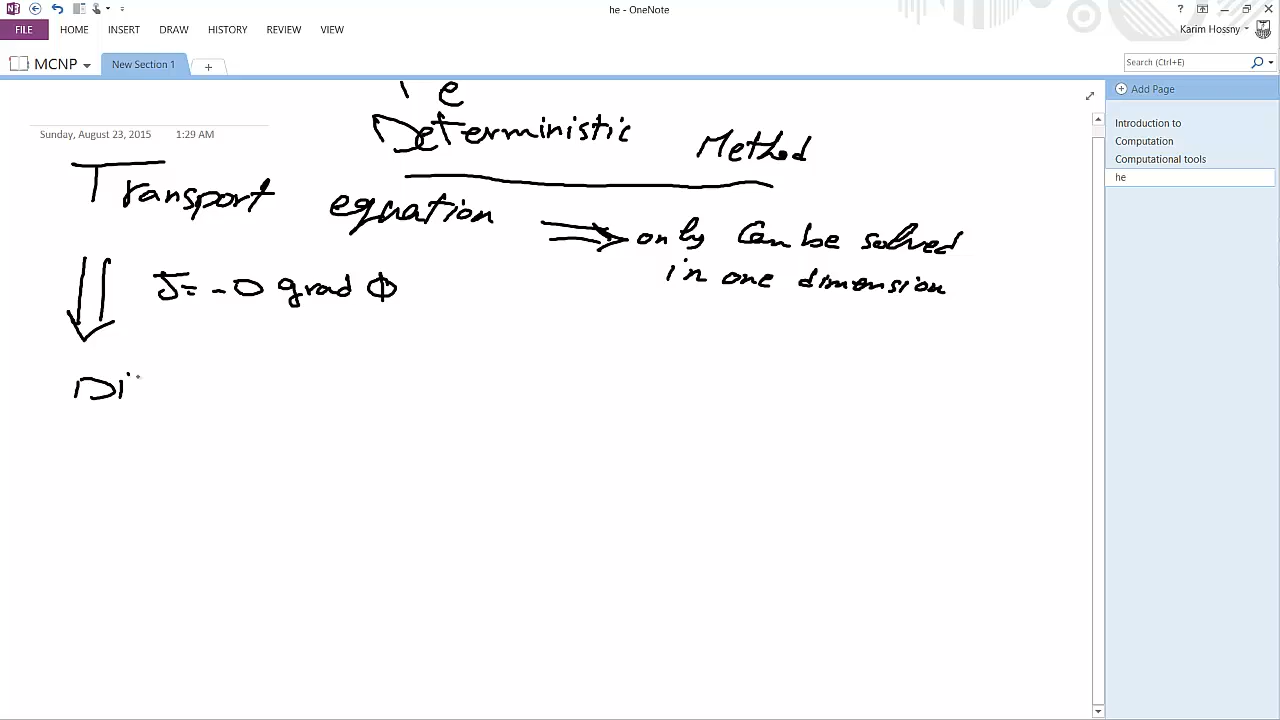 he - OneNote
?
Karim Hossny
FILE HOME INSERT DRAW HISTORY REVIEW VIEW
MCNP New Section 1 +
Search (Ctrl+E)
Add Page
Introduction to
Computation
Computational tools
he
Sunday, August 23, 2015 1:29 AM
Deterministic Method
Transport equation ⇒ only Can be solved
in one dimension
J = - D grad Φ
Di